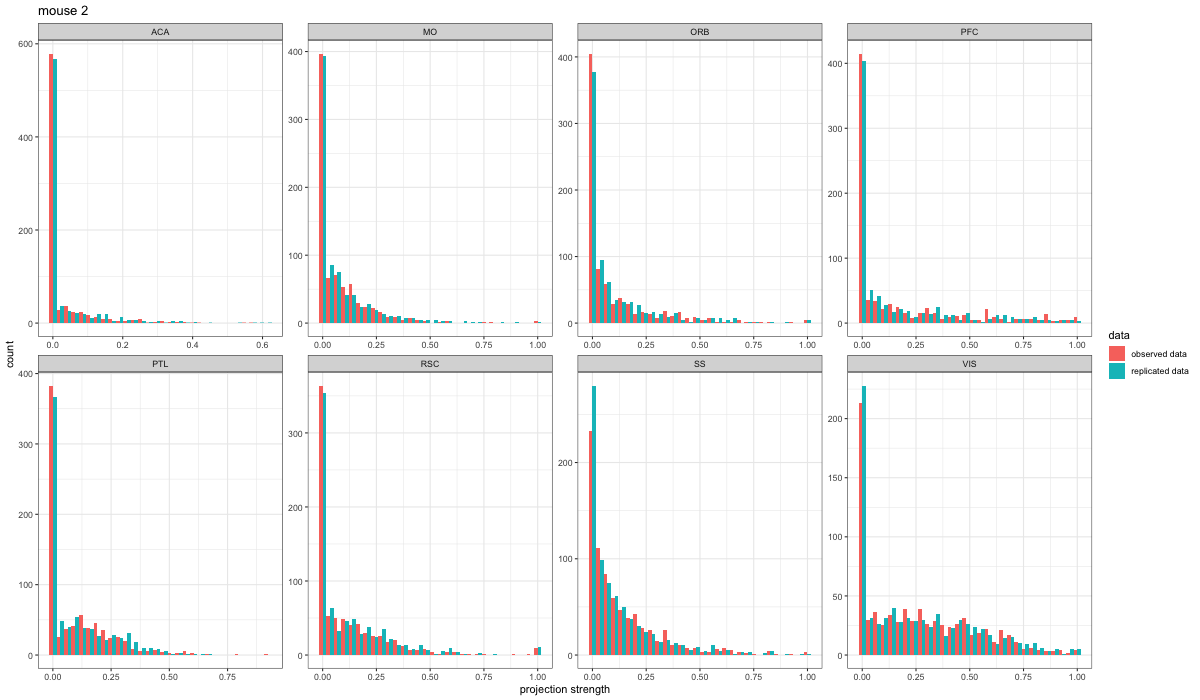 mouse 2
ACA
MO
ORB
PFC
600
400
200
0
0.0 0.2 0.4 0.6
400
300
200
100
0
0.00 0.25 0.50 0.75 1.00
400
300
200
100
0
0.00 0.25 0.50 0.75 1.00
400
300
200
100
0
0.00 0.25 0.50 0.75 1.00
count
PTL
RSC
SS
VIS
400
300
200
100
0
0.00 0.25 0.50 0.75
300
200
100
0
0.00 0.25 0.50 0.75 1.00
200
100
0
0.00 0.25 0.50 0.75 1.00
200
150
100
50
0
0.00 0.25 0.50 0.75 1.00
projection strength
data
observed data
replicated data